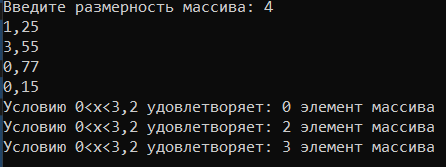 Введите размерность массива: 4
1,25
3,55
0,77
0,15
Условию 0<x<3,2 удовлетворяет: 0 элемент массива
Условию 0<x<3,2 удовлетворяет: 2 элемент массива
Условию 0<x<3,2 удовлетворяет: 3 элемент массива